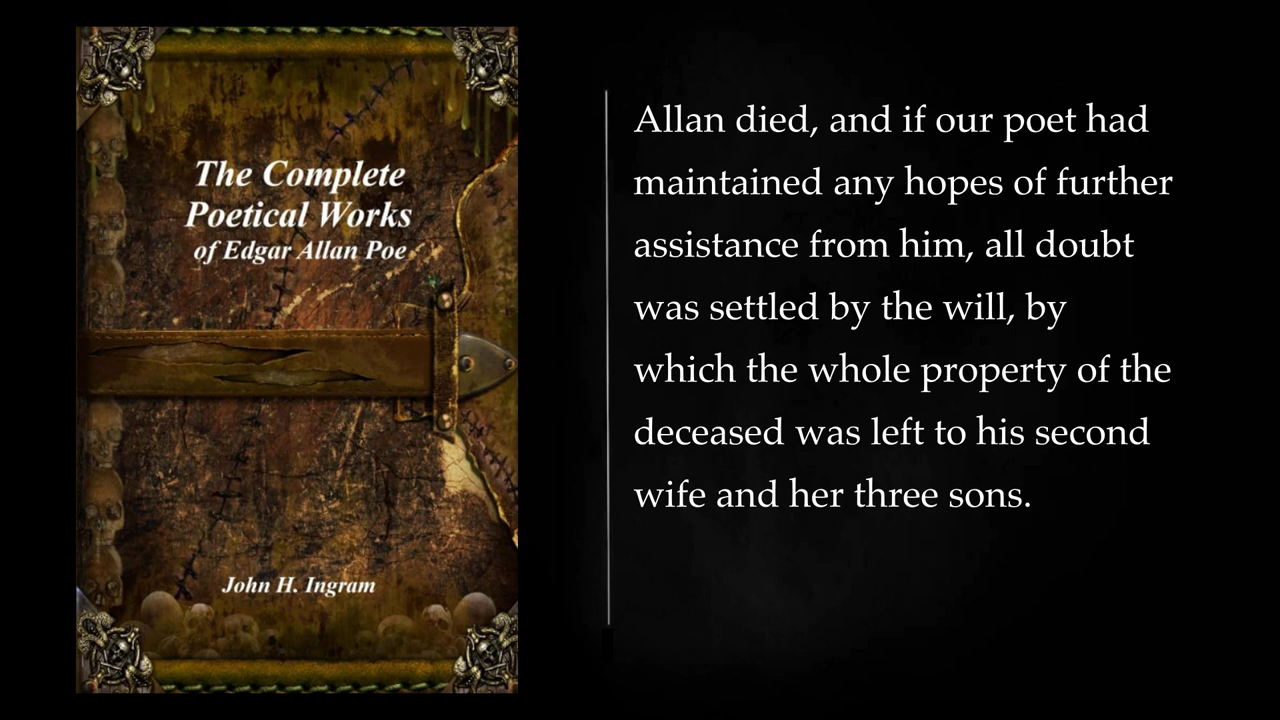 The Complete
Poetical Works
of Edgar Allan Poe
John H. Ingram
Allan died, and if our poet had
maintained any hopes of further
assistance from him, all doubt
was settled by the will, by
which the whole property of the
deceased was left to his second
wife and her three sons.